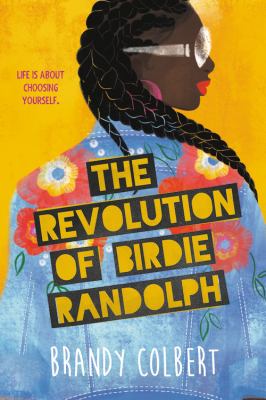 LIFE IS ABOUT
CHOOSING
YOURSELF.
THE
REVOLUTION
OF BIRDIE
RANDOLPH
BRANDY COLBERT